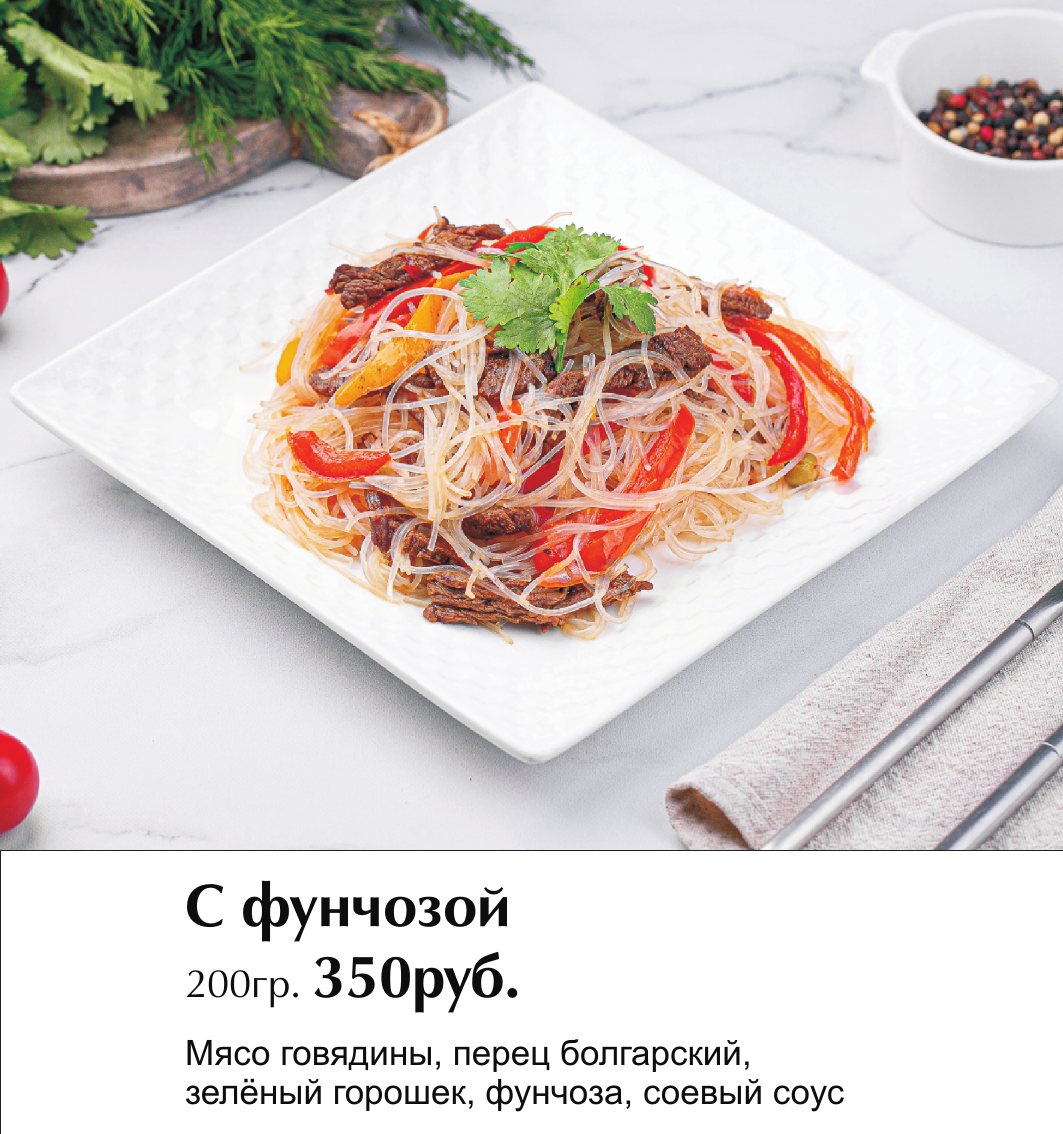 С фунчозой
200гр. 350руб.
Мясо говядины, перец болгарский,
зелёный горошек, фунчоза, соевый соус